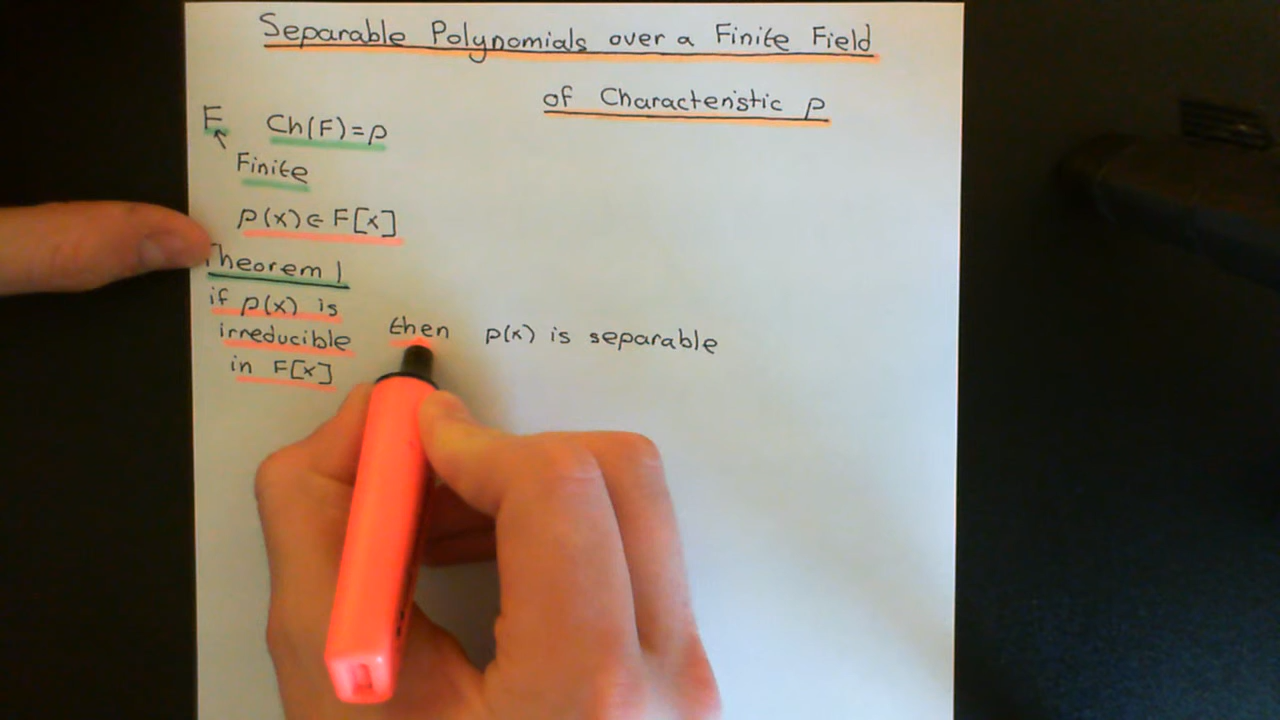 Separable Polynomials over a Finite Field
of Characteristic p
F Ch(F)=p
Finite
p(x)∈F[x]
Theorem 1
if p(x) is
irreducible then p(x) is separable
in F[x]